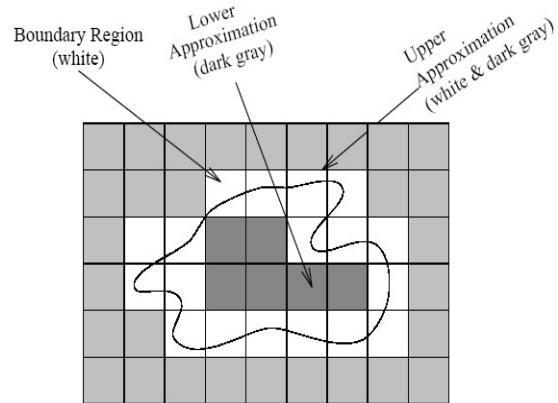 Boundary Region
(white)
Lower
Approximation
(dark gray)
Upper
Approximation
(white & dark gray)